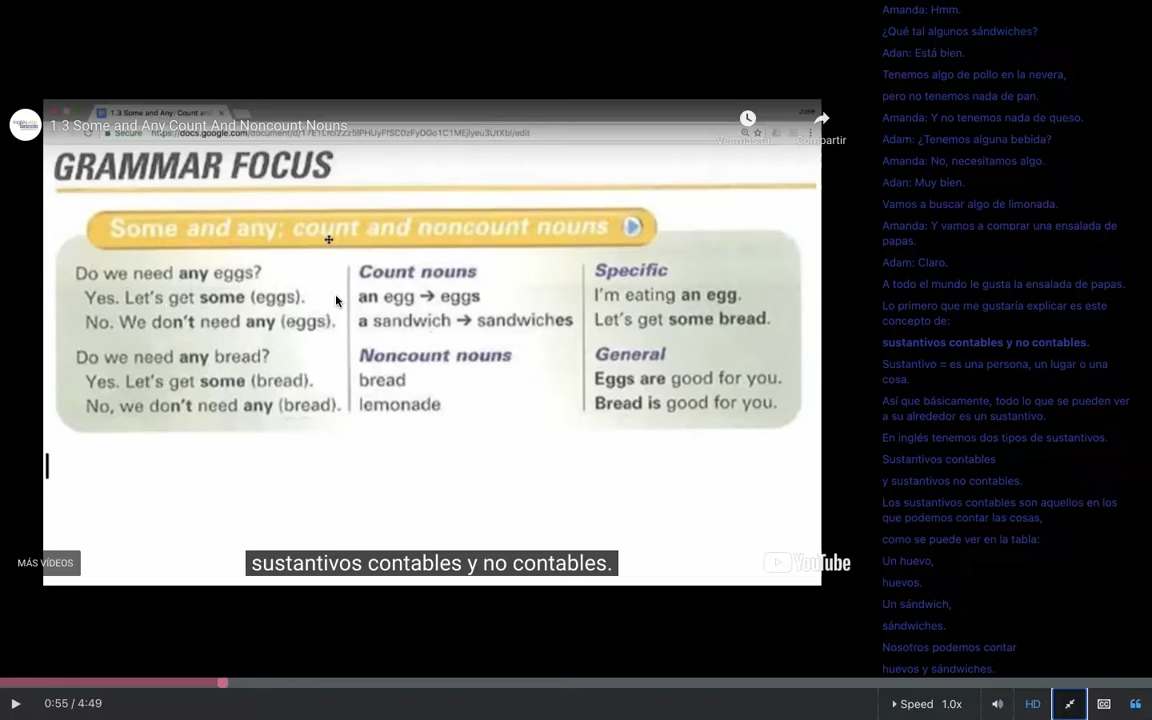 1.3 Some and Any: Count an
1.3 Some and Any Count And Noncount Nouns
Secure
Compartir
GRAMMAR FOCUS
Some and any; count and noncount nouns
Do we need any eggs?
Yes. Let's get some (eggs).
No. We don't need any (eggs).
Do we need any bread?
Yes. Let's get some (bread).
No, we don't need any (bread).
Count nouns
an egg → eggs
a sandwich → sandwiches
Noncount nouns
bread
lemonade
Specific
I'm eating an egg.
Let's get some bread.
General
Eggs are good for you.
Bread is good for you.
MÁS VÍDEOS
sustantivos contables y no contables.
YouTube
0:55 / 4:49
Speed 1.0x
HD
Amanda: Hmm.
¿Qué tal algunos sándwiches?
Adan: Está bien.
Tenemos algo de pollo en la nevera,
pero no tenemos nada de pan.
Amanda: Y no tenemos nada de queso.
Adam: ¿Tenemos alguna bebida?
Amanda: No, necesitamos algo.
Adan: Muy bien.
Vamos a buscar algo de limonada.
Amanda: Y vamos a comprar una ensalada de
papas.
Adam: Claro.
A todo el mundo le gusta la ensalada de papas.
Lo primero que me gustaría explicar es este
concepto de:
sustantivos contables y no contables.
Sustantivo = es una persona, un lugar o una
cosa.
Así que básicamente, todo lo que se pueden ver
a su alrededor es un sustantivo.
En inglés tenemos dos tipos de sustantivos.
Sustantivos contables
y sustantivos no contables.
Los sustantivos contables son aquellos en los
que podemos contar las cosas,
como se puede ver en la tabla:
Un huevo,
huevos.
Un sándwich,
sándwiches.
Nosotros podemos contar
huevos y sándwiches.